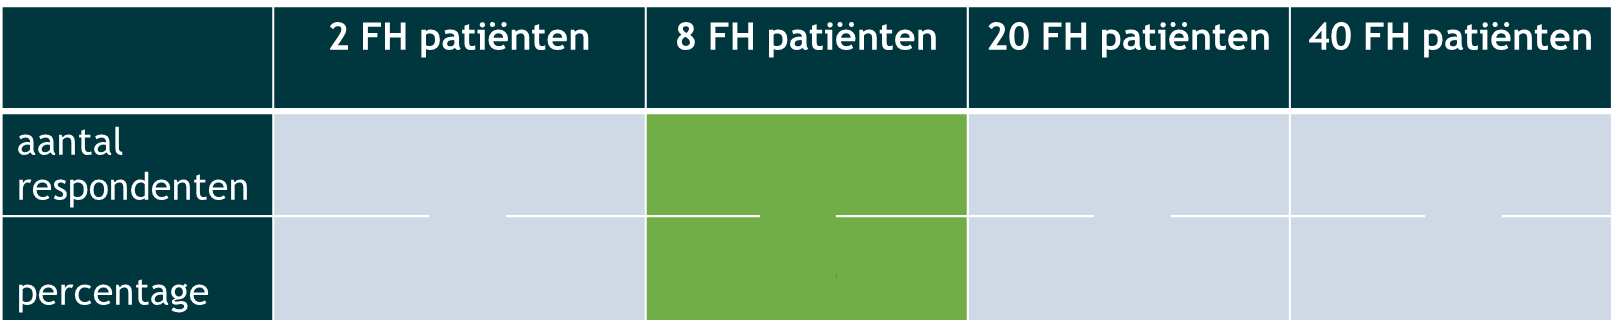 2 FH patiënten 8 FH patiënten 20 FH patiënten 40 FH patiënten
aantal
respondenten
percentage